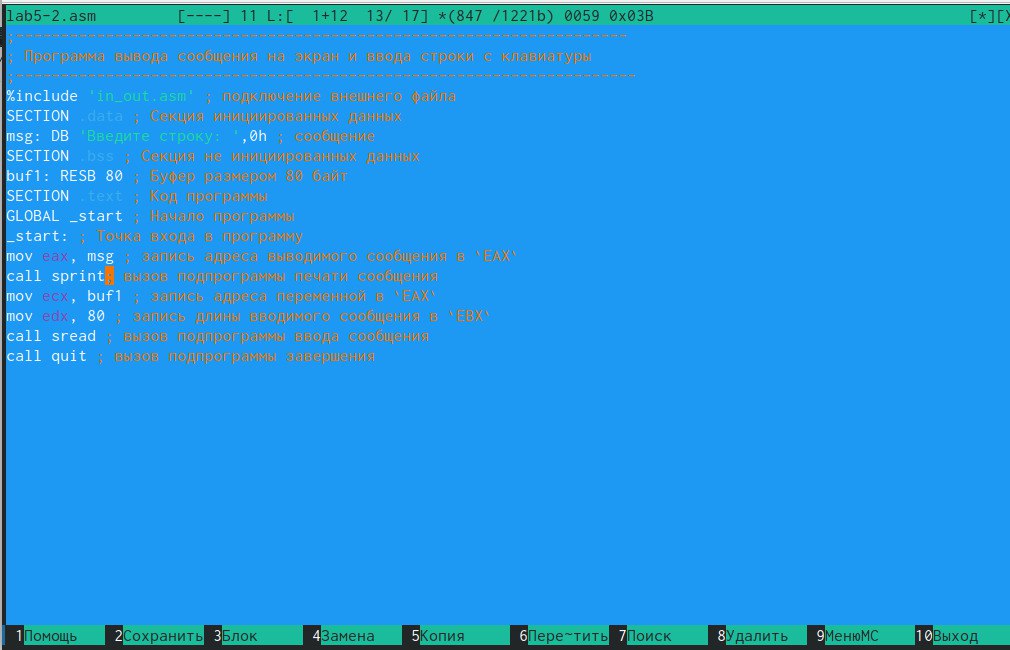 lab5-2.asm [----] 11 L:[ 1+12 13/ 17] *(847 /1221b) 0059 0x03B [*][X
;--------------------------------------------------------------------
; Программа вывода сообщения на экран и ввода строки с клавиатуры
;---------------------------------------------------------------------
%include 'in_out.asm' ; подключение внешнего файла
SECTION .data ; Секция инициированных данных
msg: DB 'Введите строку: ',0h ; сообщение
SECTION .bss ; Секция не инициированных данных
buf1: RESB 80 ; Буфер размером 80 байт
SECTION .text ; Код программы
GLOBAL _start ; Начало программы
_start: ; Точка входа в программу
mov eax, msg ; запись адреса выводимого сообщения в `EAX`
call sprint; вызов подпрограммы печати сообщения
mov ecx, buf1 ; запись адреса переменной в `EAX`
mov edx, 80 ; запись длины вводимого сообщения в `EBX`
call sread ; вызов подпрограммы ввода сообщения
call quit ; вызов подпрограммы завершения
1Помощь 2Сохранить 3Блок 4Замена 5Копия 6Пере~тить 7Поиск 8Удалить 9МенюМС 10Выход